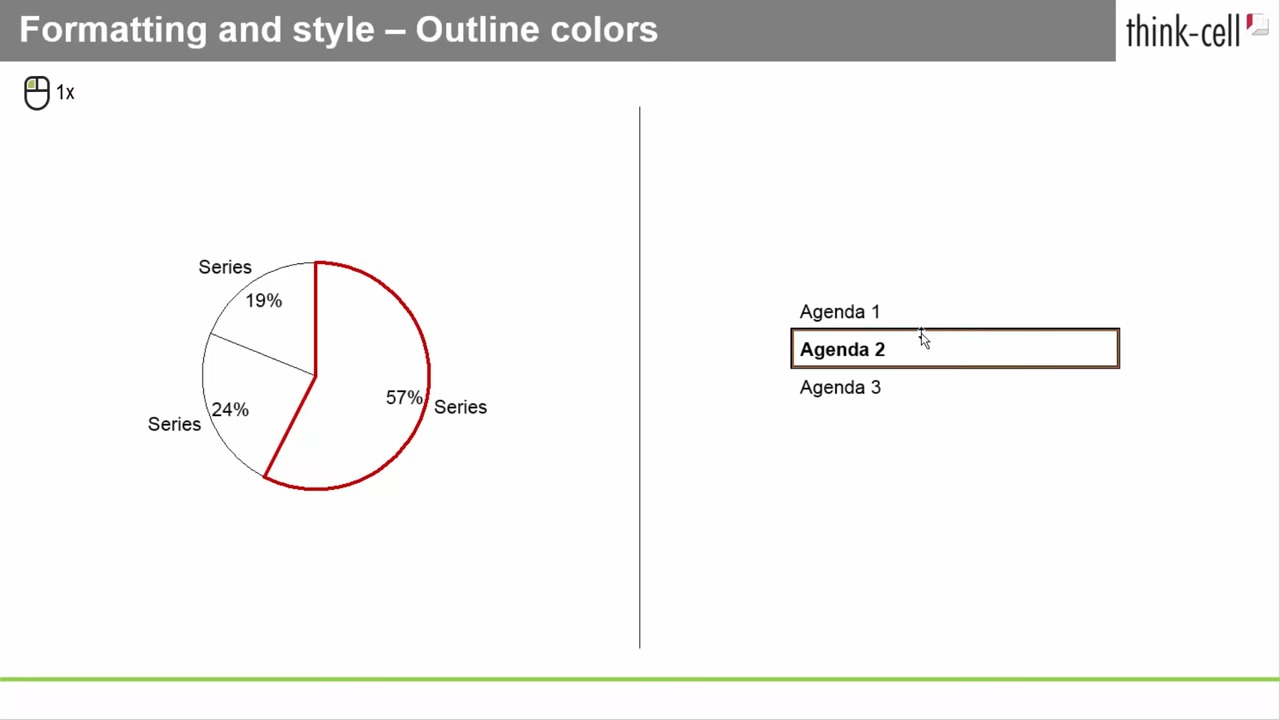 Formatting and style – Outline colors
think-cell
1x
Series
19%
57%
Series
24%
Series
Agenda 1
Agenda 2
Agenda 3